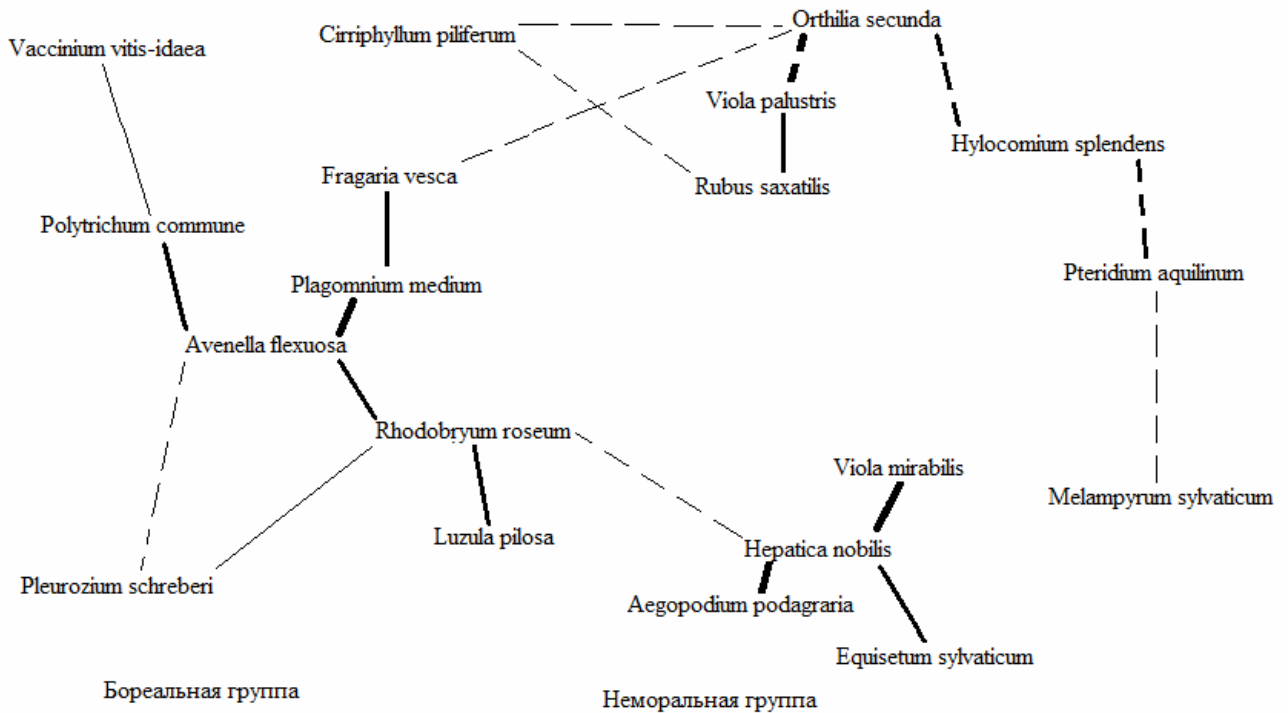 Orthilia secunda
Cirriphyllum piliferum
Vaccinium vitis-idaea
Viola palustris
Hylocomium splendens
Fragaria vesca
Rubus saxatilis
Polytrichum commune
Pteridium aquilinum
Plagomnium medium
Avenella flexuosa
Rhodobryum roseum
Viola mirabilis
Melampyrum sylvaticum
Luzula pilosa
Hepatica nobilis
Pleurozium schreberi
Aegopodium podagraria
Equisetum sylvaticum
Бореальная группа
Неморальная группа